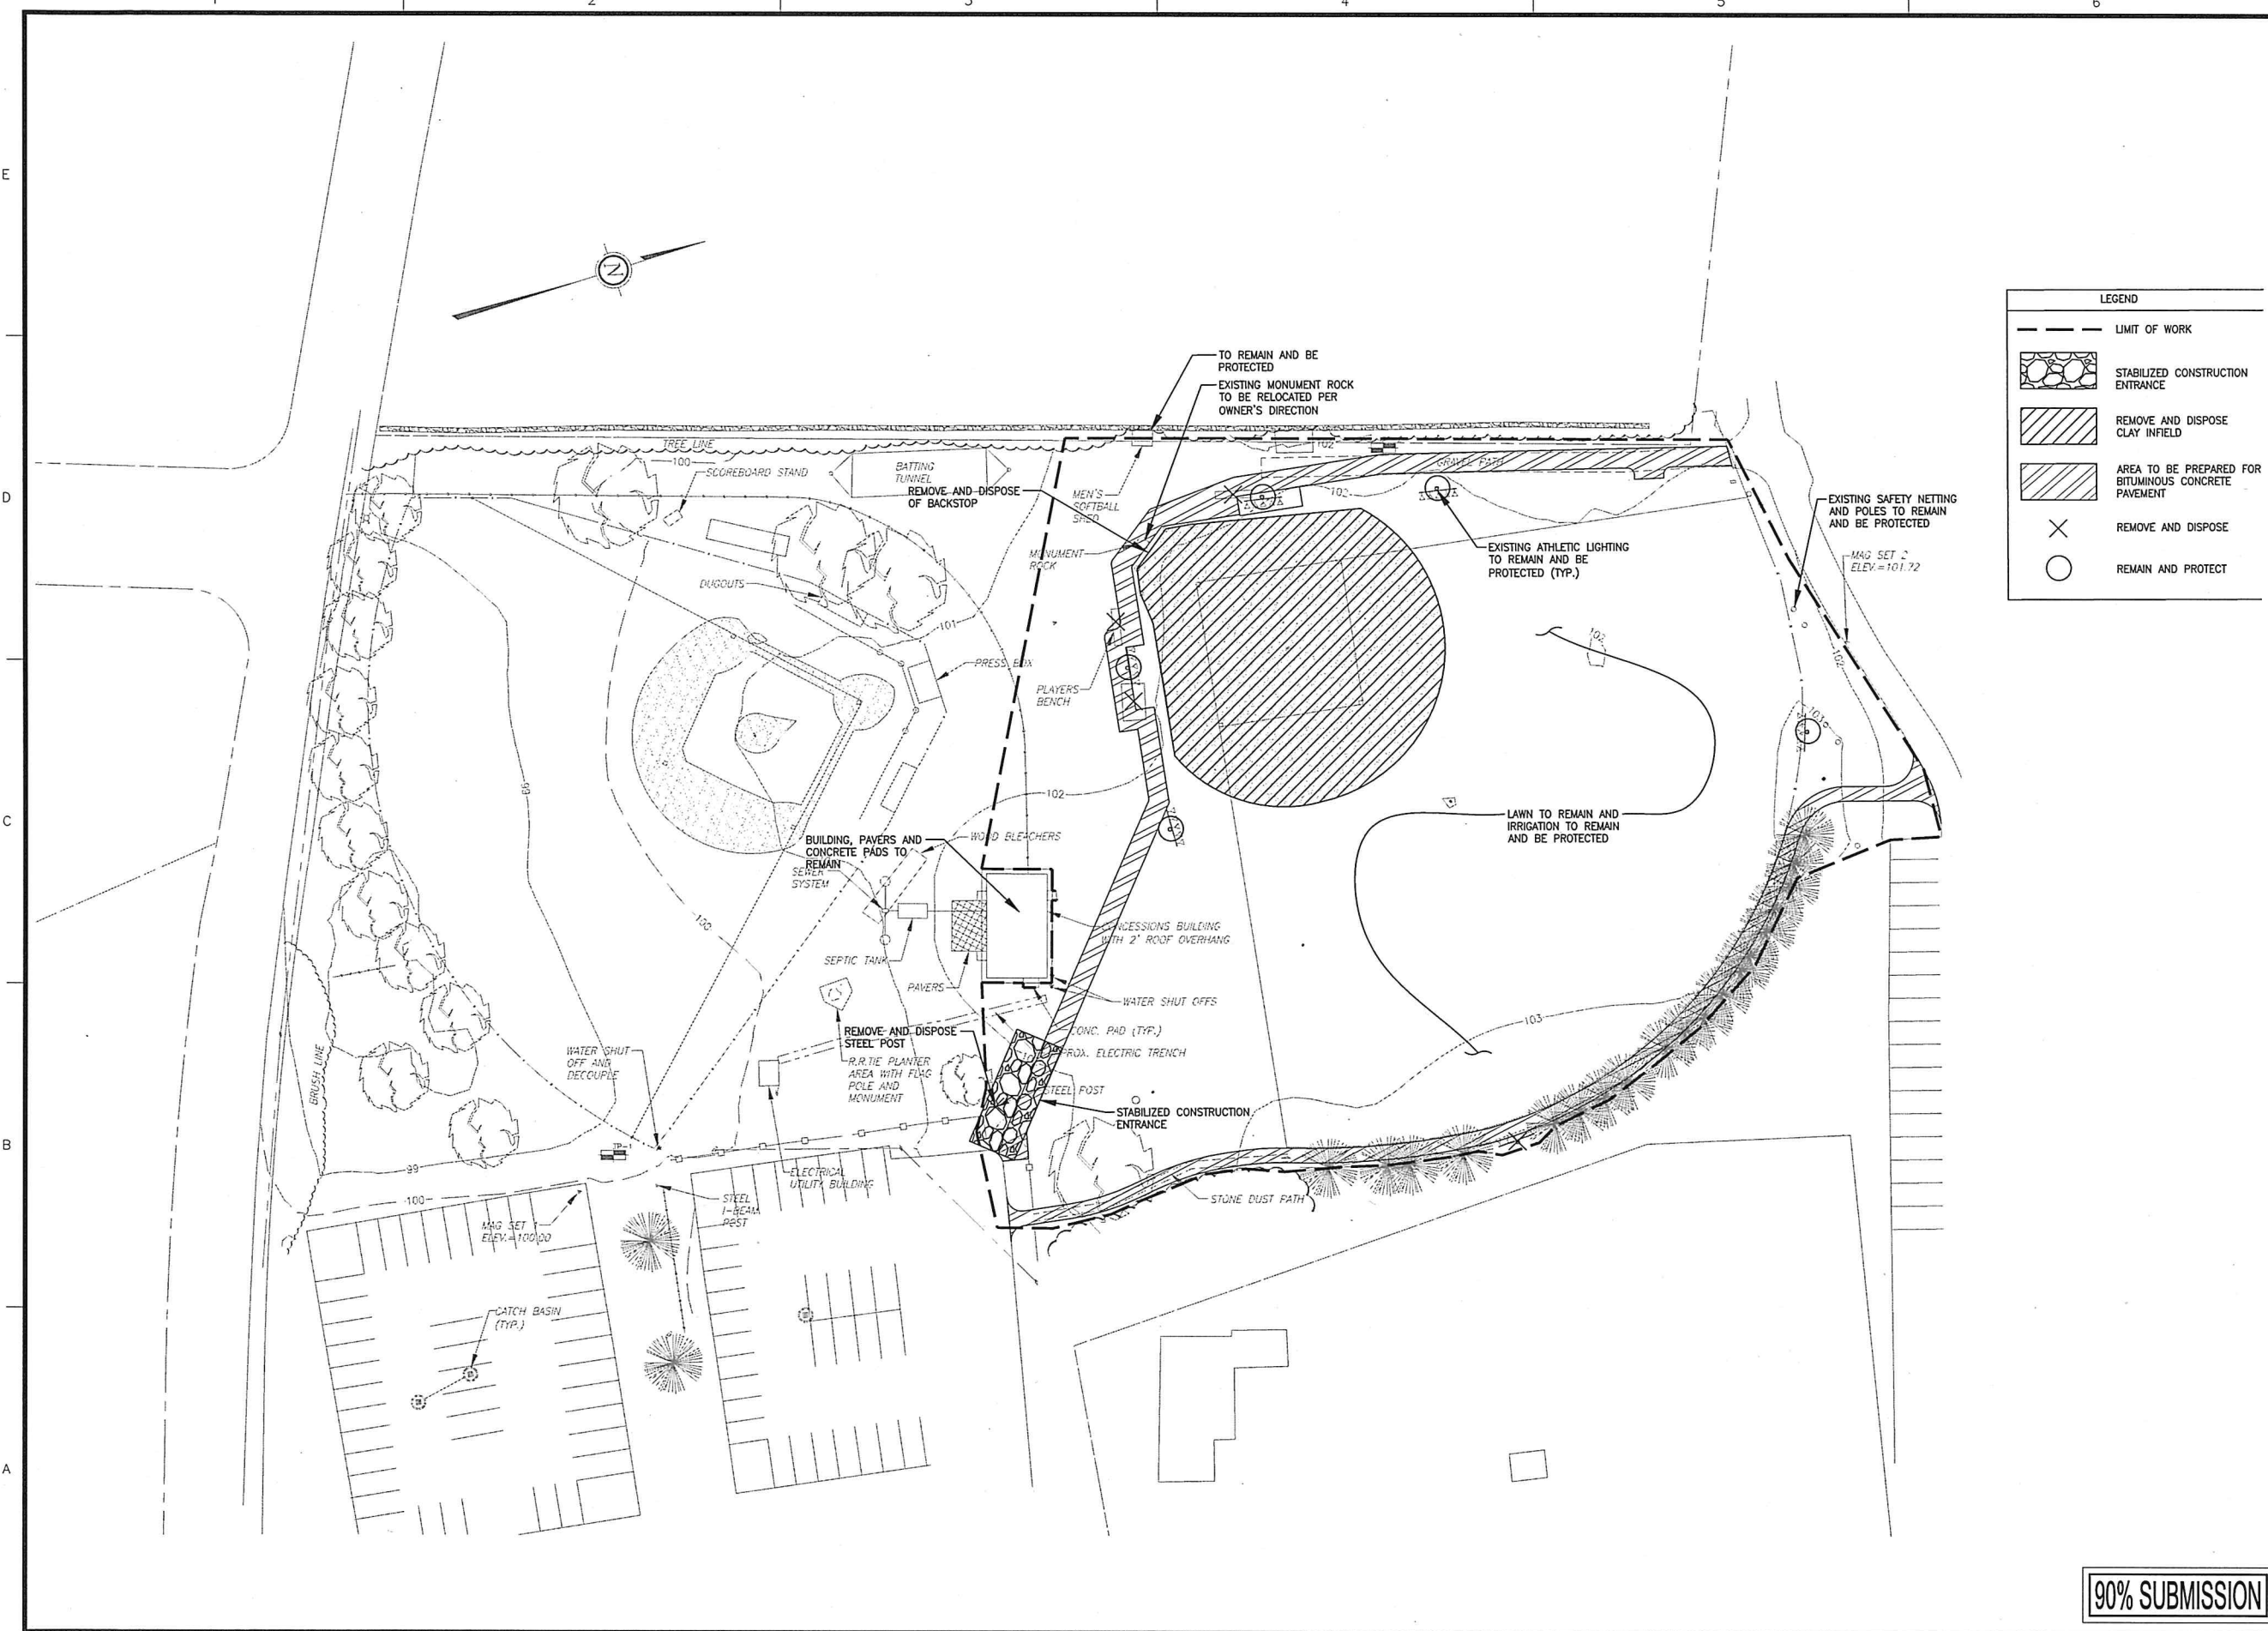 2
3
4
5
6
E
D
C
B
A
N
LEGEND
LIMIT OF WORK
STABILIZED CONSTRUCTION
ENTRANCE
REMOVE AND DISPOSE
CLAY INFIELD
AREA TO BE PREPARED FOR
BITUMINOUS CONCRETE
PAVEMENT
REMOVE AND DISPOSE
REMAIN AND PROTECT
TO REMAIN AND BE
PROTECTED
EXISTING MONUMENT ROCK
TO BE RELOCATED PER
OWNER'S DIRECTION
TREE LINE
100
SCOREBOARD STAND
BATTING
TUNNEL
REMOVE AND DISPOSE
OF BACKSTOP
MEN'S
SOFTBALL
SHED
102
GRAVEL PATH
102
EXISTING SAFETY NETTING
AND POLES TO REMAIN
AND BE PROTECTED
MAG SET 2
ELEV.=101.72
MONUMENT
ROCK
EXISTING ATHLETIC LIGHTING
TO REMAIN AND BE
PROTECTED (TYP.)
DUGOUTS
101
102
102
PRESS BOX
PLAYERS
BENCH
103
99
102
BUILDING, PAVERS AND
CONCRETE PADS TO
REMAIN
WOOD BLEACHERS
SEWER
SYSTEM
LAWN TO REMAIN AND
IRRIGATION TO REMAIN
AND BE PROTECTED
100
CONCESSIONS BUILDING
WITH 2' ROOF OVERHANG
SEPTIC TANK
PAVERS
WATER SHUT OFFS
103
REMOVE AND DISPOSE
STEEL POST
CONC. PAD (TYP.)
APROX. ELECTRIC TRENCH
WATER SHUT
OFF AND
DECOUPLE
R.R.TIE PLANTER
AREA WITH FLAG
POLE AND
MONUMENT
BRUSH LINE
STEEL POST
STABILIZED CONSTRUCTION
ENTRANCE
TP-1
99
ELECTRICAL
UTILITY BUILDING
100
STEEL
I-BEAM
POST
STONE DUST PATH
MAG SET 1
ELEV.=100.00
CATCH BASIN
(TYP.)
90% SUBMISSION